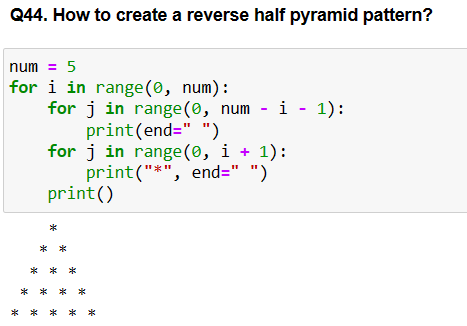 Q44. How to create a reverse half pyramid pattern?
num = 5
for i in range(0, num):
    for j in range(0, num - i - 1):
        print(end=" ")
    for j in range(0, i + 1):
        print("*", end=" ")
    print()
    *
   * *
  * * *
 * * * *
* * * * *